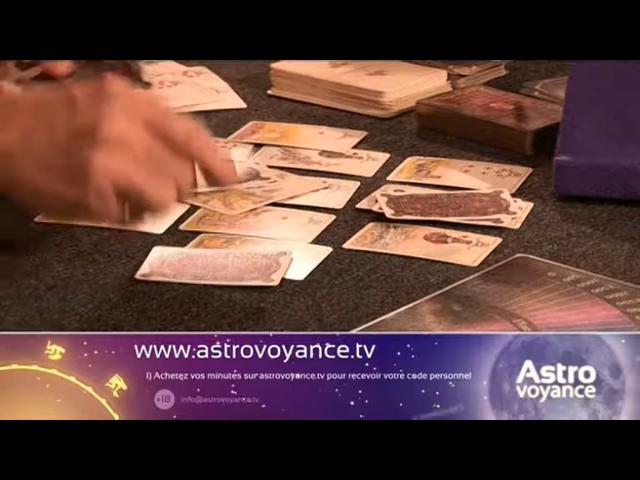 www.astrovoyance.tv
1) Achetez vos minutes sur astrovoyance.tv pour recevoir votre code personnel
+18 info@astrovoyance.tv
Astro
voyance